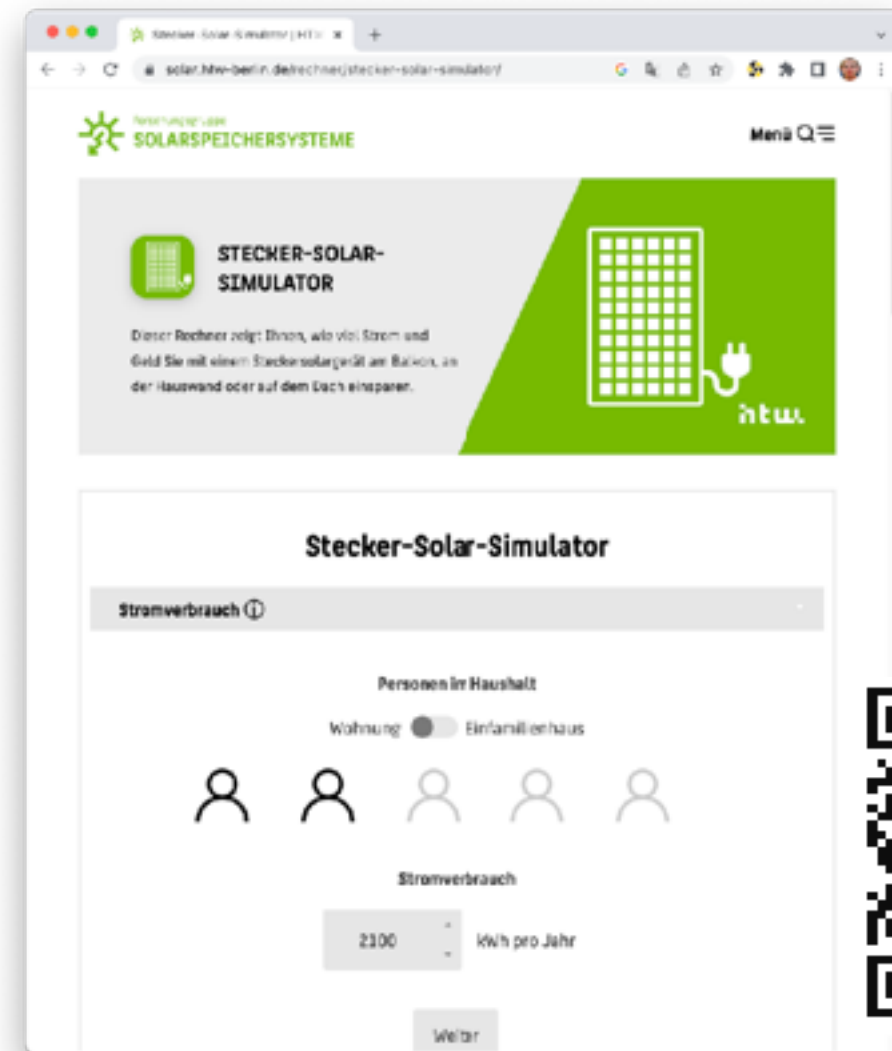 Stecker-Solar-Simulator | HTW
solar.htw-berlin.de/rechner/stecker-solar-simulator/
Forschungsgruppe
SOLARSPEICHERSYSTEME
Menü
STECKER-SOLAR-
SIMULATOR
Dieser Rechner zeigt Ihnen, wie viel Strom und
Geld Sie mit einem Steckersolargerät am Balkon, an
der Hauswand oder auf dem Dach einsparen.
htw.
Stecker-Solar-Simulator
Stromverbrauch
Personen im Haushalt
Wohnung Einfamilienhaus
Stromverbrauch
2100 kWh pro Jahr
Weiter